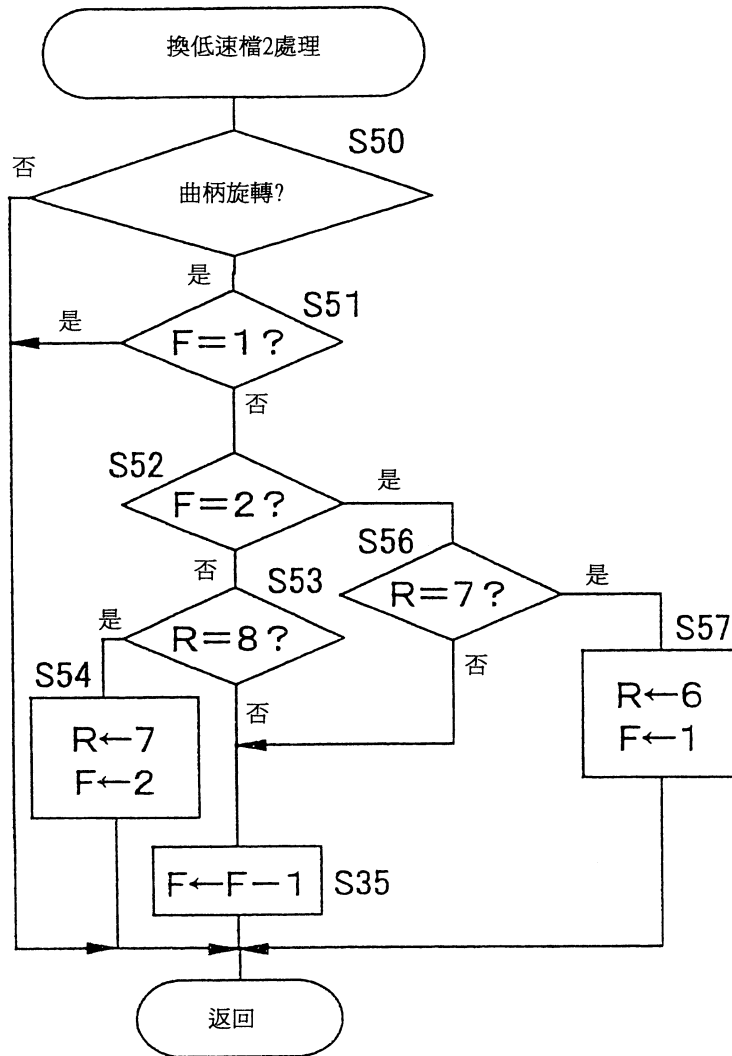 換低速檔2處理
S50
否
曲柄旋轉?
是
S51
是
F=1?
否
S52
是
F=2?
S56
否
S53
是
R=7?
是
R=8?
S57
S54
否
否
R←6
F←1
R←7
F←2
F←F-1
S35
返回